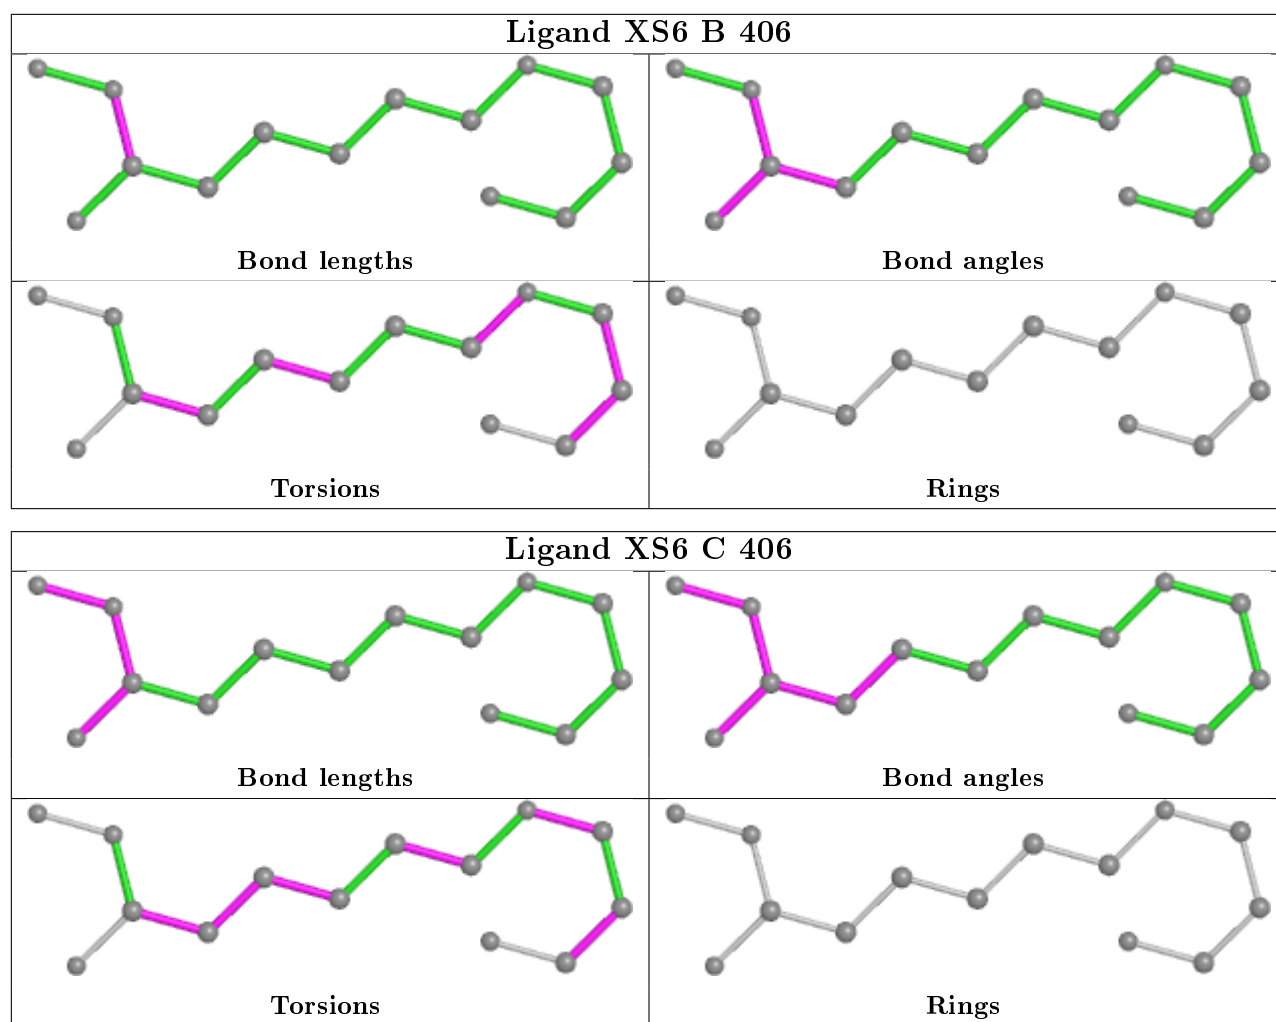 Ligand XS6 B 406
Bond lengths
Bond angles
Torsions
Rings
Ligand XS6 C 406
Bond lengths
Bond angles
Torsions
Rings